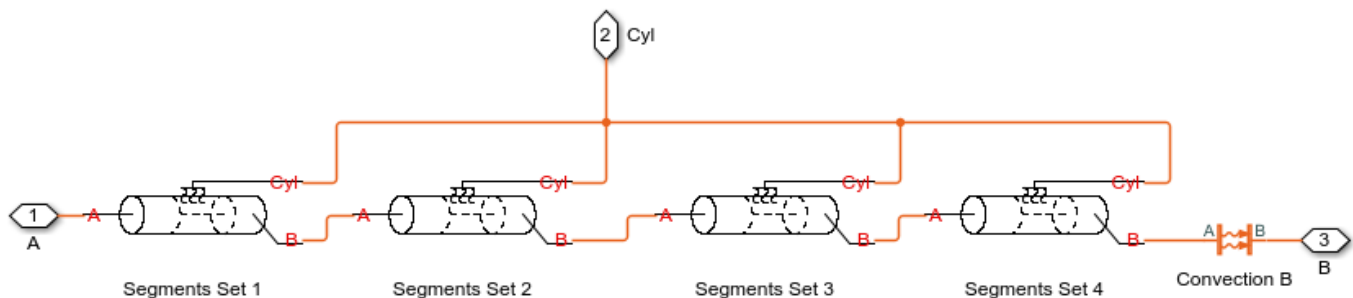 2 Cyl
Cyl Cyl Cyl Cyl
1 A A A A A B
A B B B B 3
B
Convection B
Segments Set 1 Segments Set 2 Segments Set 3 Segments Set 4